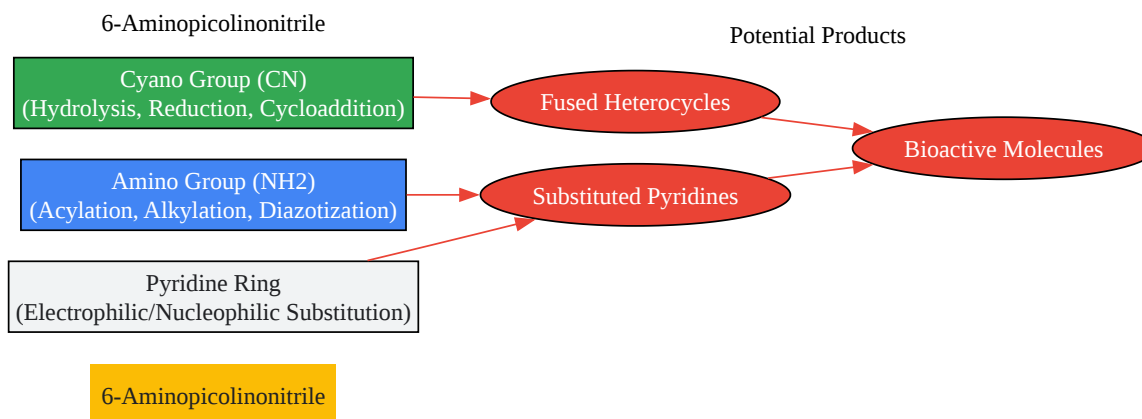 6-Aminopicolinonitrile
Potential Products
Cyano Group (CN)
(Hydrolysis, Reduction, Cycloaddition)
Fused Heterocycles
Bioactive Molecules
Amino Group (NH2)
(Acylation, Alkylation, Diazotization)
Substituted Pyridines
Pyridine Ring
(Electrophilic/Nucleophilic Substitution)
6-Aminopicolinonitrile